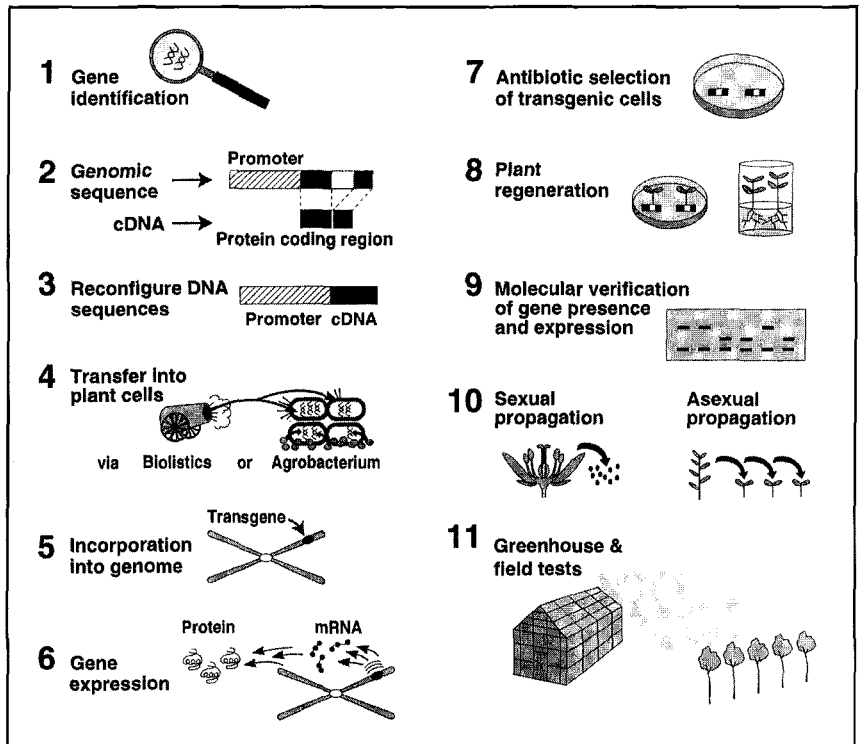 1 Gene
identification
2 Genomic
sequence
Promoter
cDNA
Protein coding region
3 Reconfigure DNA
sequences
Promoter cDNA
4 Transfer into
plant cells
via Biolistics or Agrobacterium
5 Incorporation
into genome
Transgene
6 Gene
expression
Protein
mRNA
7 Antibiotic selection
of transgenic cells
8 Plant
regeneration
9 Molecular verification
of gene presence
and expression
10 Sexual
propagation
Asexual
propagation
11 Greenhouse &
field tests